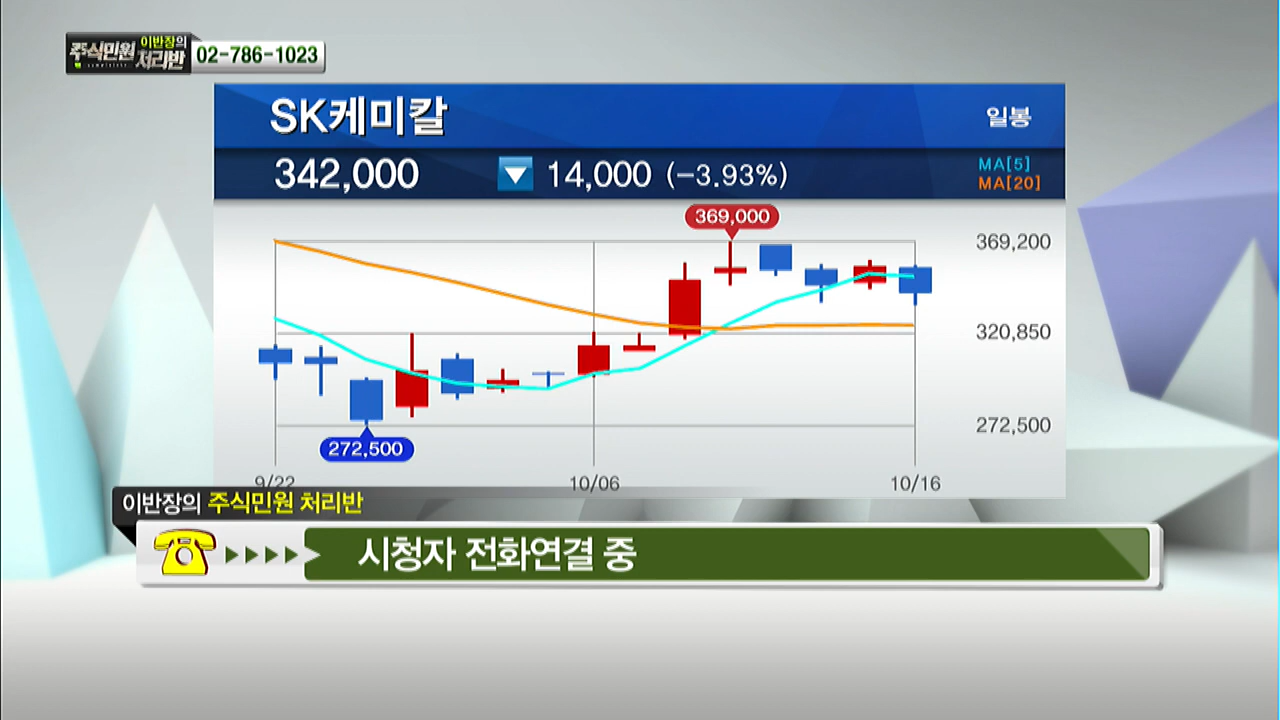 이반장의
주식민원 처리반
02-786-1023
SK케미칼
일봉
342,000 ▼ 14,000 (-3.93%)
MA[5]
MA[20]
369,000
369,200
320,850
272,500
272,500
9/22 10/06 10/16
이반장의 주식민원 처리반
시청자 전화연결 중